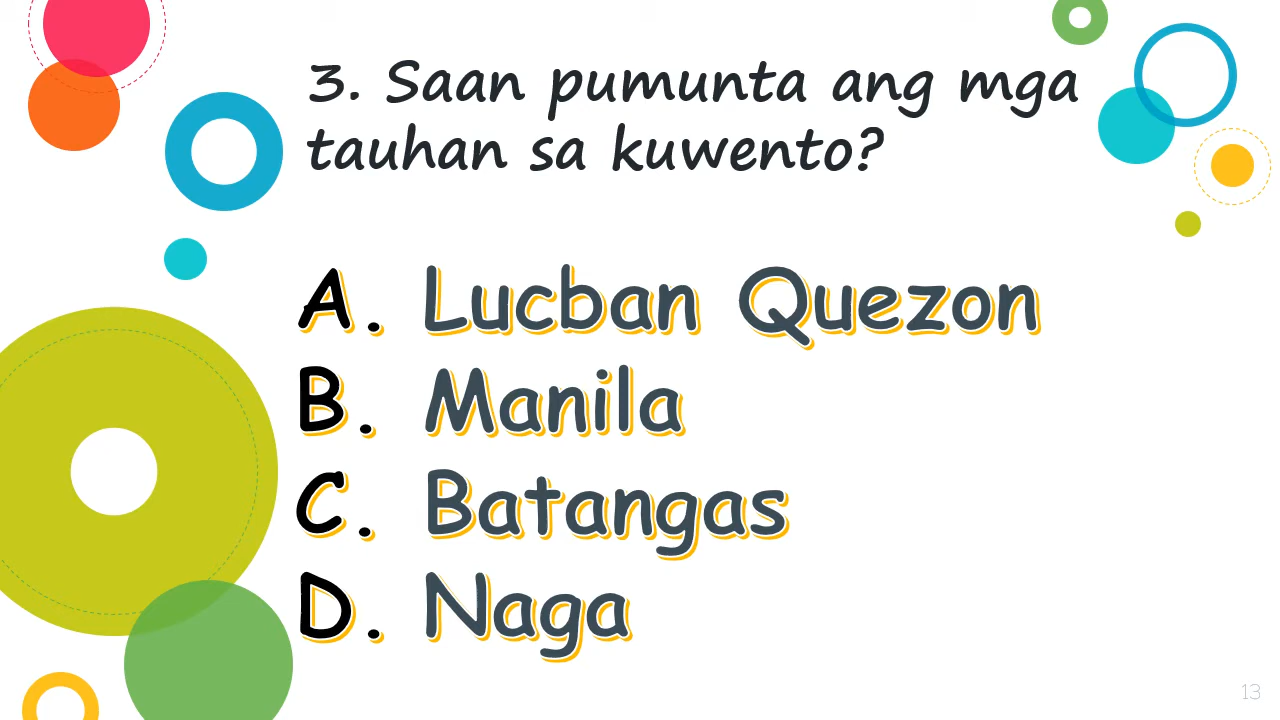 3. Saan pumunta ang mga
tauhan sa kuwento?
A. Lucban Quezon
B. Manila
C. Batangas
D. Naga
13